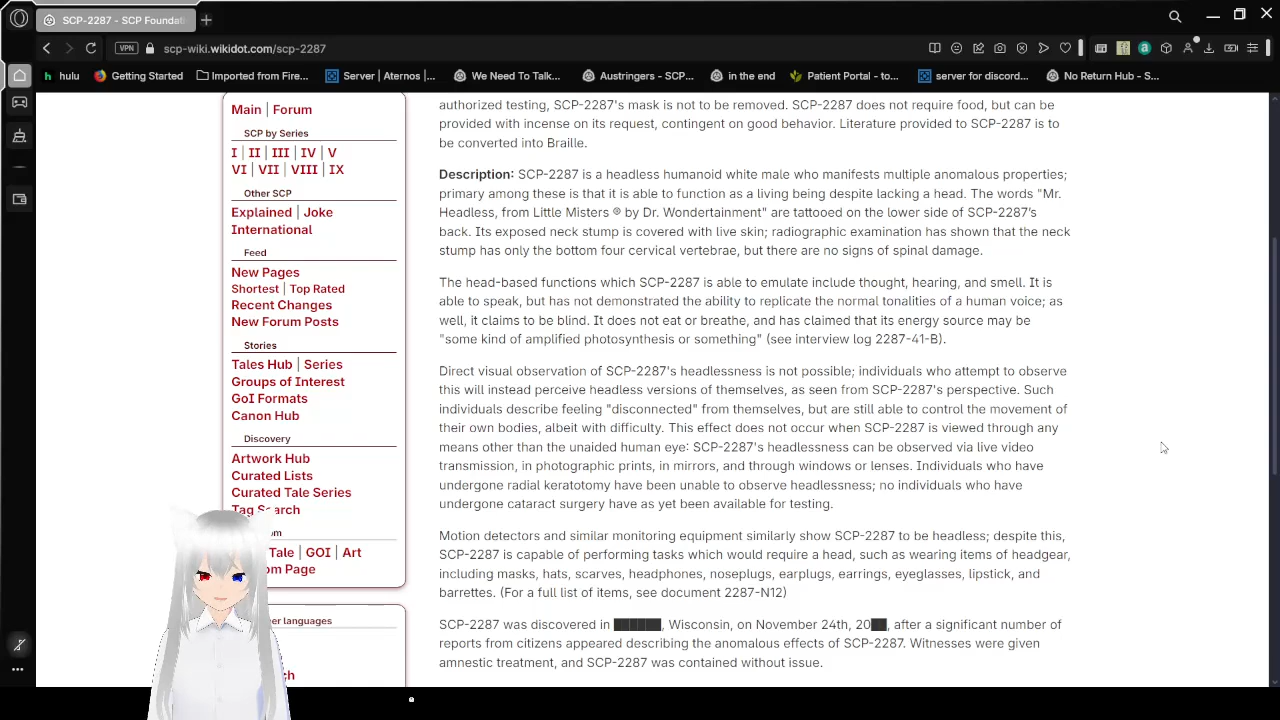 SCP-2287 - SCP Foundati
VPN
scp-wiki.wikidot.com/scp-2287
h hulu
Getting Started
Imported from Fire...
Server | Aternos |...
We Need To Talk...
Austringers - SCP...
in the end
Patient Portal - to...
server for discord...
No Return Hub - S...
Main | Forum
SCP by Series
I | II | III | IV | V
VI | VII | VIII | IX
Other SCP
Explained | Joke
International
Feed
New Pages
Shortest | Top Rated
Recent Changes
New Forum Posts
Stories
Tales Hub | Series
Groups of Interest
GoI Formats
Canon Hub
Discovery
Artwork Hub
Curated Lists
Curated Tale Series
Tag Search
om
Tale | GOI | Art
om Page
er languages
ch
authorized testing, SCP-2287's mask is not to be removed. SCP-2287 does not require food, but can be
provided with incense on its request, contingent on good behavior. Literature provided to SCP-2287 is to
be converted into Braille.
Description: SCP-2287 is a headless humanoid white male who manifests multiple anomalous properties;
primary among these is that it is able to function as a living being despite lacking a head. The words "Mr.
Headless, from Little Misters ® by Dr. Wondertainment" are tattooed on the lower side of SCP-2287's
back. Its exposed neck stump is covered with live skin; radiographic examination has shown that the neck
stump has only the bottom four cervical vertebrae, but there are no signs of spinal damage.
The head-based functions which SCP-2287 is able to emulate include thought, hearing, and smell. It is
able to speak, but has not demonstrated the ability to replicate the normal tonalities of a human voice; as
well, it claims to be blind. It does not eat or breathe, and has claimed that its energy source may be
"some kind of amplified photosynthesis or something" (see interview log 2287-41-B).
Direct visual observation of SCP-2287's headlessness is not possible; individuals who attempt to observe
this will instead perceive headless versions of themselves, as seen from SCP-2287's perspective. Such
individuals describe feeling "disconnected" from themselves, but are still able to control the movement of
their own bodies, albeit with difficulty. This effect does not occur when SCP-2287 is viewed through any
means other than the unaided human eye: SCP-2287's headlessness can be observed via live video
transmission, in photographic prints, in mirrors, and through windows or lenses. Individuals who have
undergone radial keratotomy have been unable to observe headlessness; no individuals who have
undergone cataract surgery have as yet been available for testing.
Motion detectors and similar monitoring equipment similarly show SCP-2287 to be headless; despite this,
SCP-2287 is capable of performing tasks which would require a head, such as wearing items of headgear,
including masks, hats, scarves, headphones, noseplugs, earplugs, earrings, eyeglasses, lipstick, and
barrettes. (For a full list of items, see document 2287-N12)
SCP-2287 was discovered in ██████, Wisconsin, on November 24th, 20██, after a significant number of
reports from citizens appeared describing the anomalous effects of SCP-2287. Witnesses were given
amnestic treatment, and SCP-2287 was contained without issue.